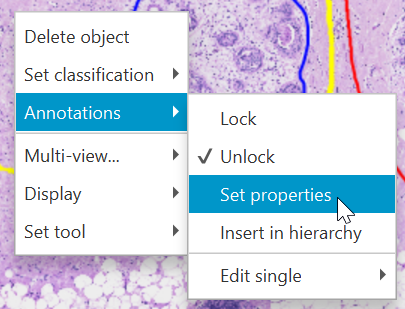 Delete object
Set classification
Annotations
Multi-view...
Display
Set tool
Lock
✓ Unlock
Set properties
Insert in hierarchy
Edit single